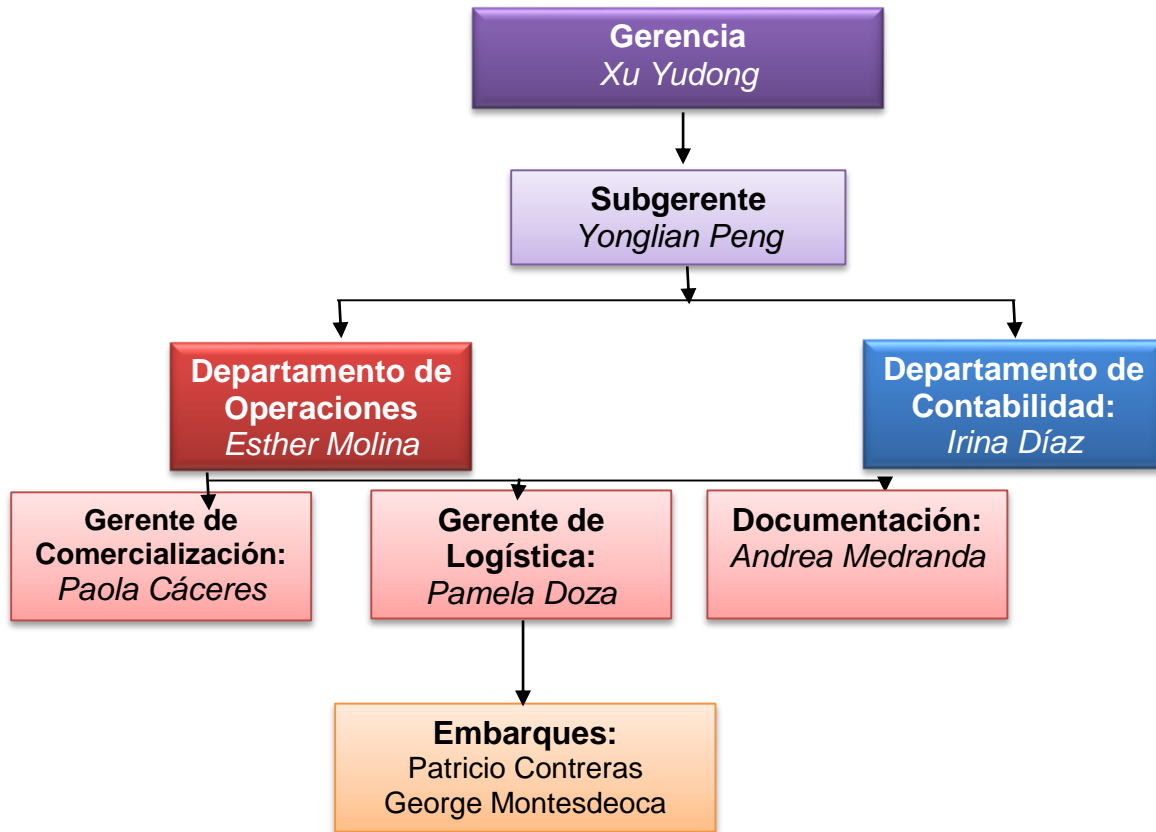 Gerencia
Xu Yudong
Subgerente
Yonglian Peng
Departamento de
Operaciones
Esther Molina
Departamento de
Contabilidad:
Irina Díaz
Gerente de
Comercialización:
Paola Cáceres
Gerente de
Logística:
Pamela Doza
Documentación:
Andrea Medranda
Embarques:
Patricio Contreras
George Montesdeoca